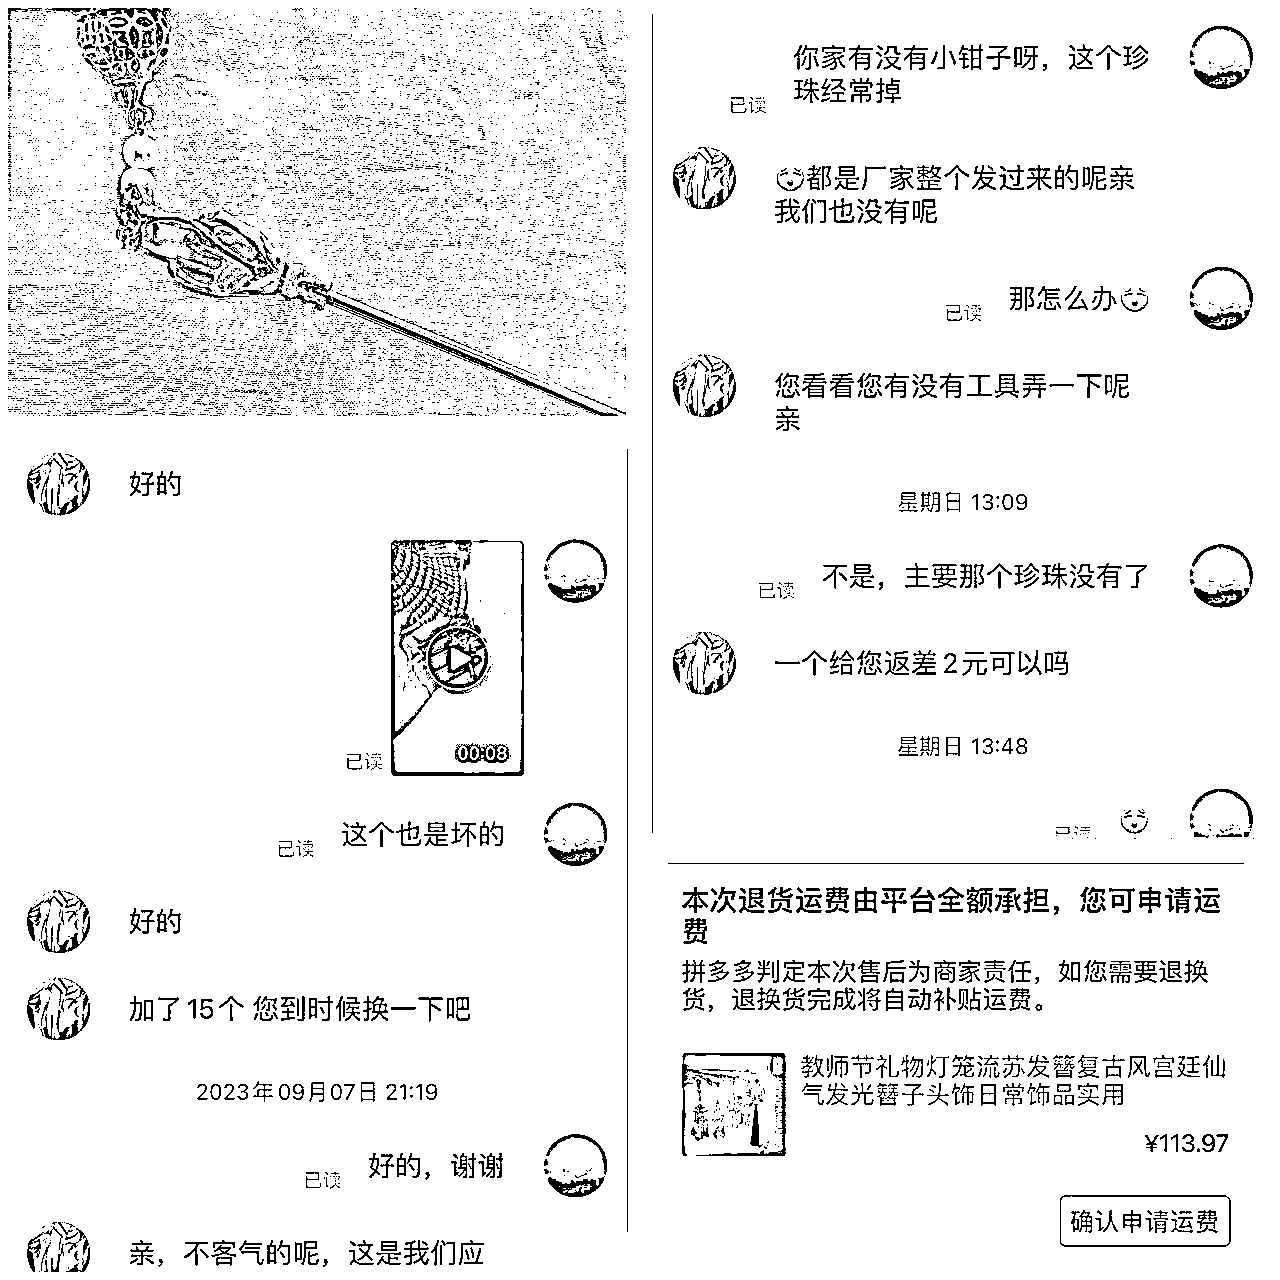 好的
00:08
已读
这个也是坏的
已读
好的
加了15个 您到时候换一下吧
2023年09月07日 21:19
好的，谢谢
已读
亲，不客气的呢，这是我们应
你家有没有小钳子呀，这个珍
珠经常掉
已读
都是厂家整个发过来的呢亲
我们也没有呢
那怎么办
已读
您看看您有没有工具弄一下呢
亲
星期日 13:09
不是，主要那个珍珠没有了
已读
一个给您返差2元可以吗
星期日 13:48
已读
本次退货运费由平台全额承担，您可申请运
费
拼多多判定本次售后为商家责任，如您需要退换
货，退换货完成将自动补贴运费。
教师节礼物灯笼流苏发簪复古风宫廷仙
气发光簪子头饰日常饰品实用
¥113.97
确认申请运费